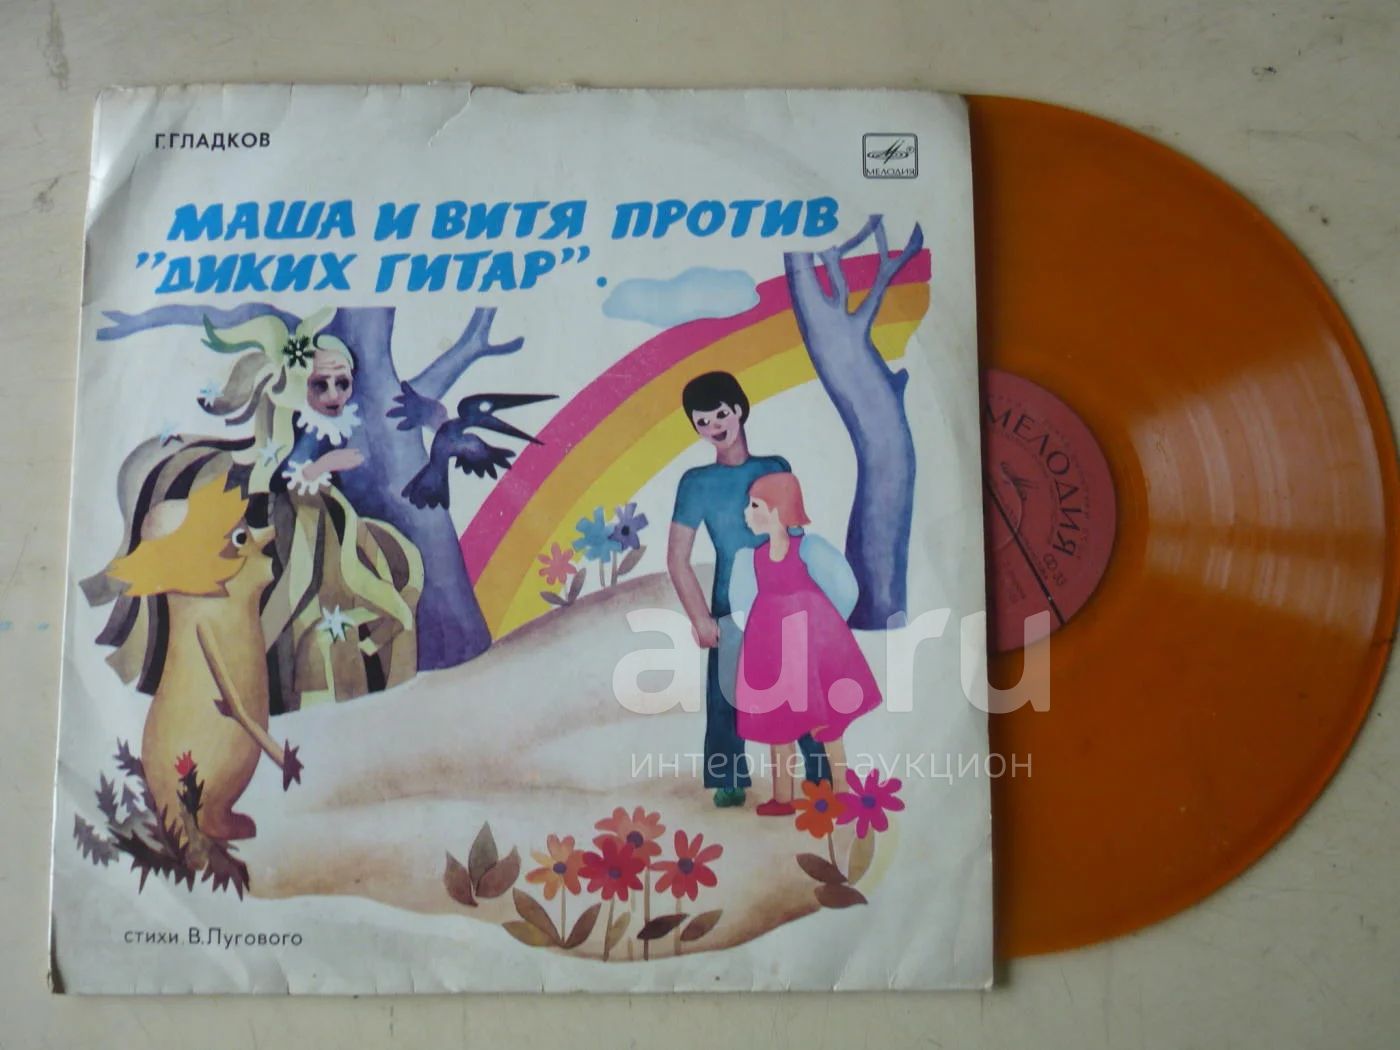 Г.ГЛАДКОВ
МЕЛОДИЯ
МАША И ВИТЯ ПРОТИВ
"ДИКИХ ГИТАР".
МЕЛОДИЯ
au.ru
интернет-аукцион
стихи В.Лугового